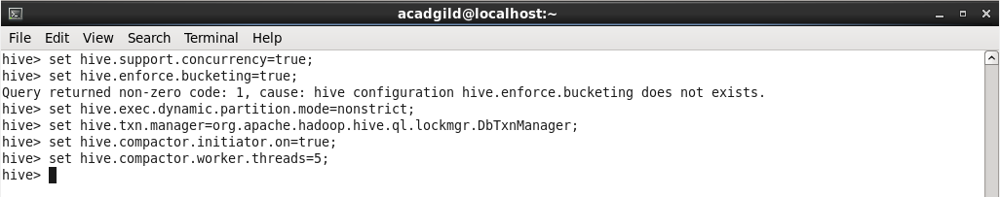 acadgild@localhost:~
File Edit View Search Terminal Help
hive> set hive.support.concurrency=true;
hive> set hive.enforce.bucketing=true;
Query returned non-zero code: 1, cause: hive configuration hive.enforce.bucketing does not exists.
hive> set hive.exec.dynamic.partition.mode=nonstrict;
hive> set hive.txn.manager=org.apache.hadoop.hive.ql.lockmgr.DbTxnManager;
hive> set hive.compactor.initiator.on=true;
hive> set hive.compactor.worker.threads=5;
hive>